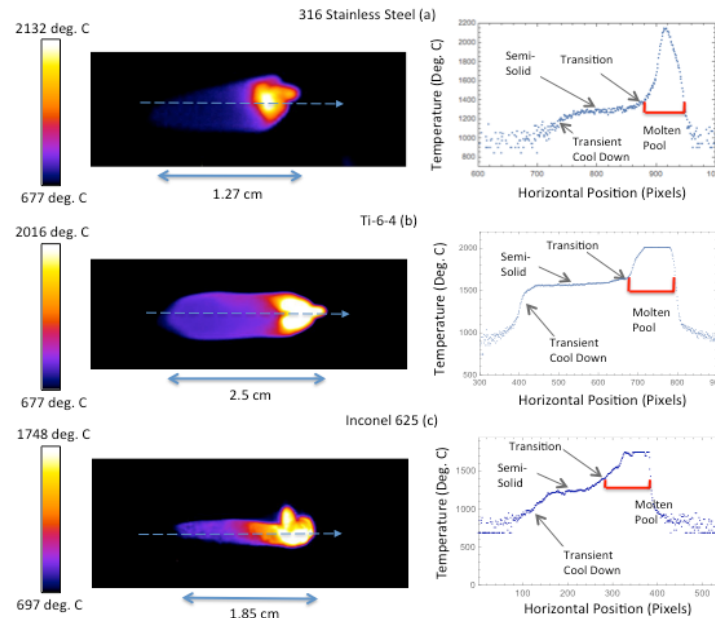 316 Stainless Steel (a)
2132 deg. C
677 deg. C
1.27 cm
Temperature (Deg. C)
2200
2000
1800
1600
1400
1200
1000
800
Semi-
Solid
Transition
Transient
Cool Down
Molten
Pool
600
700
800
900
1000
1100
Horizontal Position (Pixels)
Ti-6-4 (b)
2016 deg. C
677 deg. C
2.5 cm
Temperature (Deg. C)
2000
1500
1000
500
0
Semi-
Solid
Transition
Transient
Cool Down
Molten
Pool
300
400
500
600
700
800
Horizontal Position (Pixels)
Inconel 625 (c)
1748 deg. C
697 deg. C
1.85 cm
Temperature (Deg. C)
1500
1000
500
0
Transition
Semi-
Solid
Transient
Cool Down
Molten
Pool
0
100
200
300
400
500
Horizontal Position (Pixels)